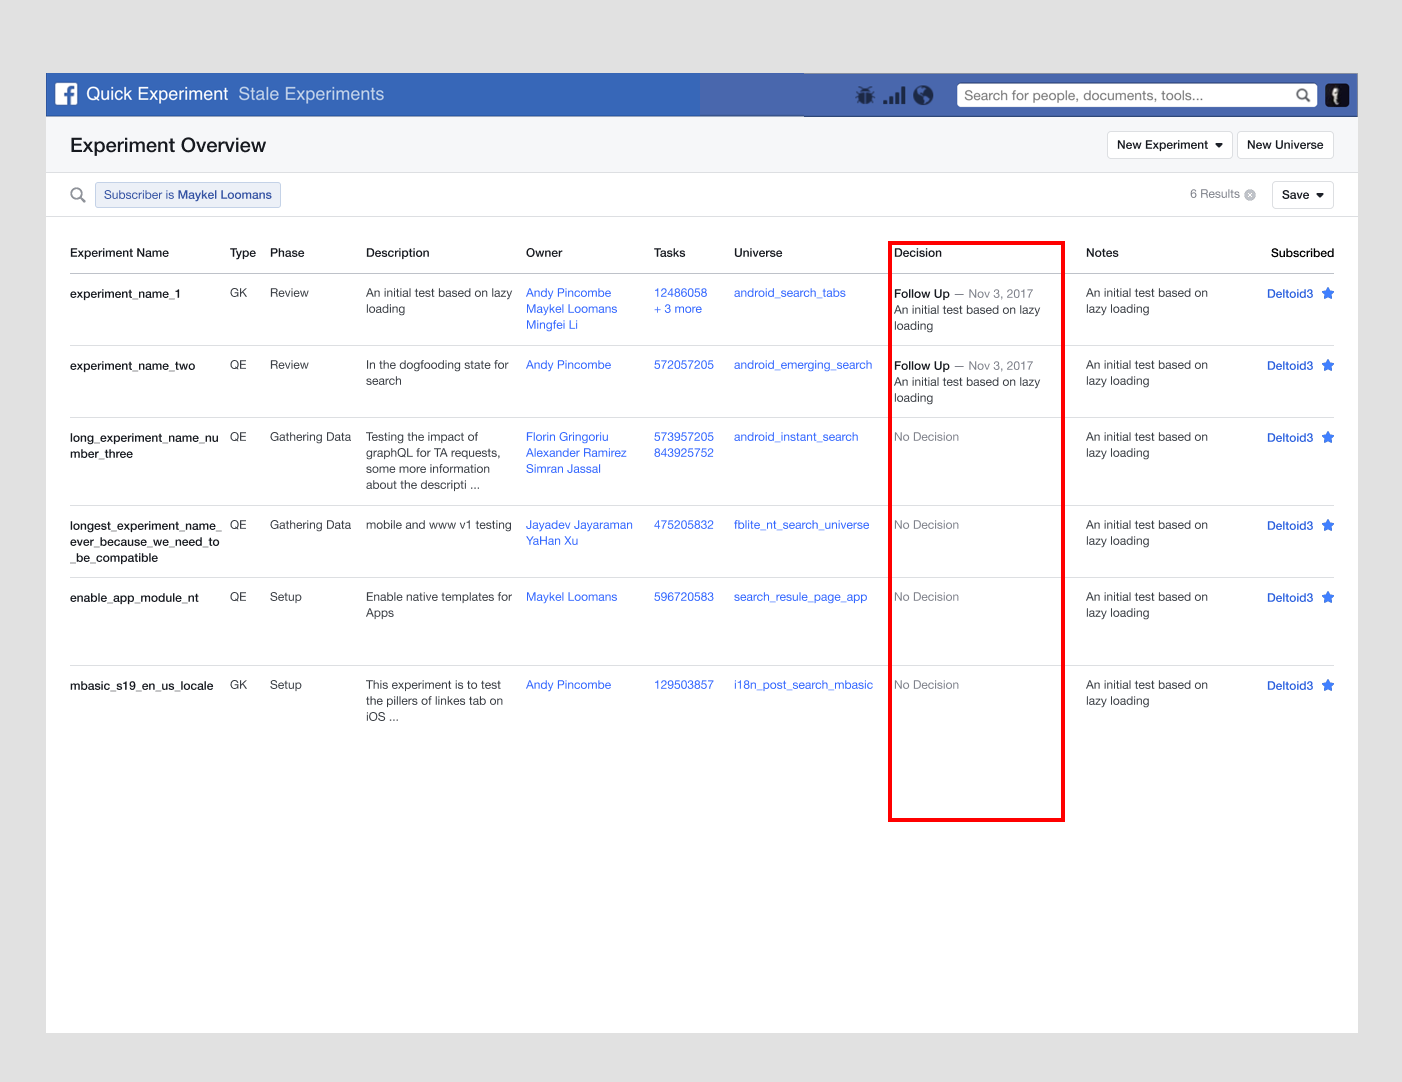 Quick Experiment Stale Experiments
Search for people, documents, tools...
Experiment Overview
New Experiment
New Universe
Subscriber is Maykel Loomans
6 Results
Save
Experiment Name Type Phase Description Owner Tasks Universe Decision Notes Subscribed
experiment_name_1 GK Review An initial test based on lazy Andy Pincombe 12486058 android_search_tabs Follow Up — Nov 3, 2017 An initial test based on Deltoid3
loading Maykel Loomans + 3 more An initial test based on lazy lazy loading
Mingfei Li loading
experiment_name_two QE Review In the dogfooding state for Andy Pincombe 572057205 android_emerging_search Follow Up — Nov 3, 2017 An initial test based on Deltoid3
search An initial test based on lazy lazy loading
loading
long_experiment_name_nu QE Gathering Data Testing the impact of Florin Gringoriu 573957205 android_instant_search No Decision An initial test based on Deltoid3
mber_three graphQL for TA requests, Alexander Ramirez 843925752 lazy loading
some more information Simran Jassal
about the descripti ...
longest_experiment_name_ QE Gathering Data mobile and www v1 testing Jayadev Jayaraman 475205832 fblite_nt_search_universe No Decision An initial test based on Deltoid3
ever_because_we_need_to YaHan Xu lazy loading
_be_compatible
enable_app_module_nt QE Setup Enable native templates for Maykel Loomans 596720583 search_resule_page_app No Decision An initial test based on Deltoid3
Apps lazy loading
mbasic_s19_en_us_locale GK Setup This experiment is to test Andy Pincombe 129503857 i18n_post_search_mbasic No Decision An initial test based on Deltoid3
the pillers of linkes tab on lazy loading
iOS ...